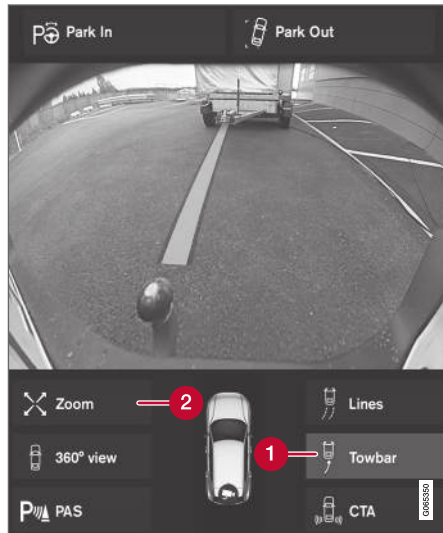 Park In
Park Out
Zoom
2
Lines
360° view
1
Towbar
PAS
CTA
G065350